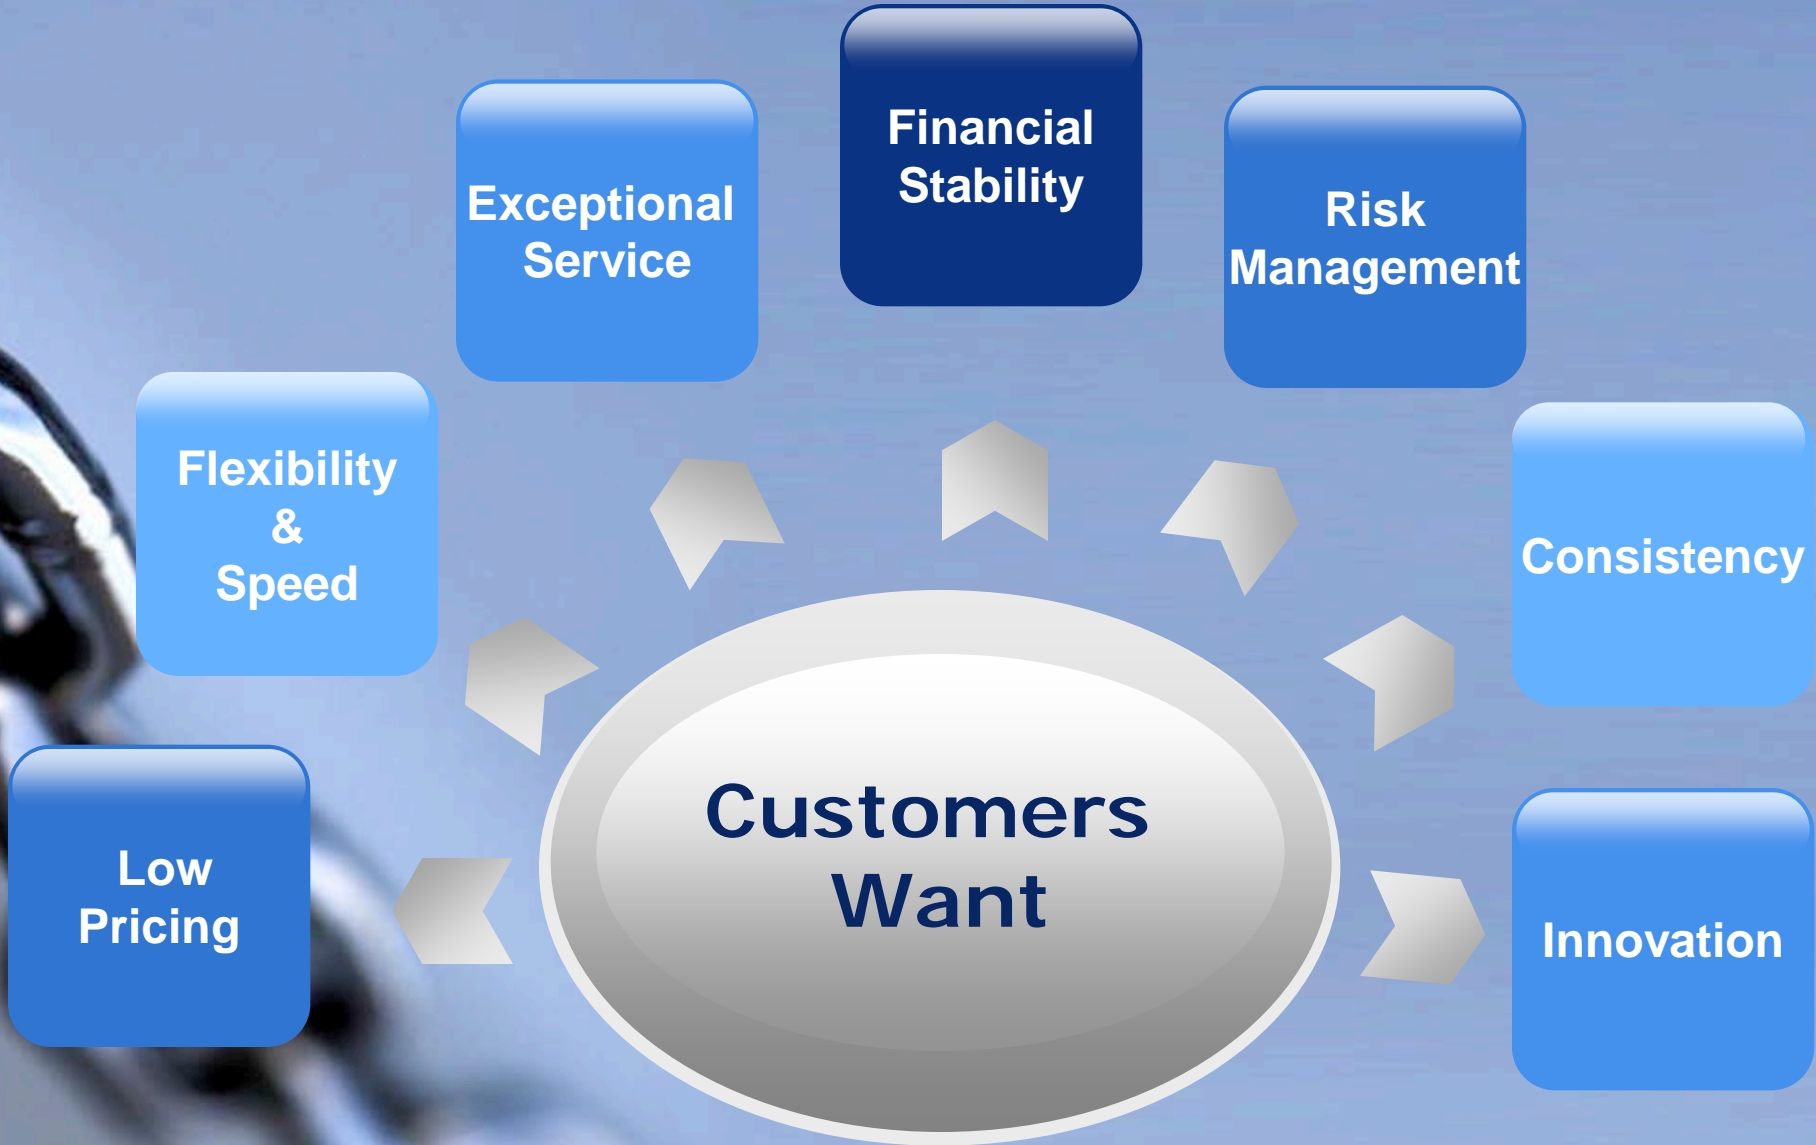 Financial
Stability
Exceptional
Service
Risk
Management
Flexibility
&
Speed
Consistency
Low
Pricing
Customers
Want
Innovation